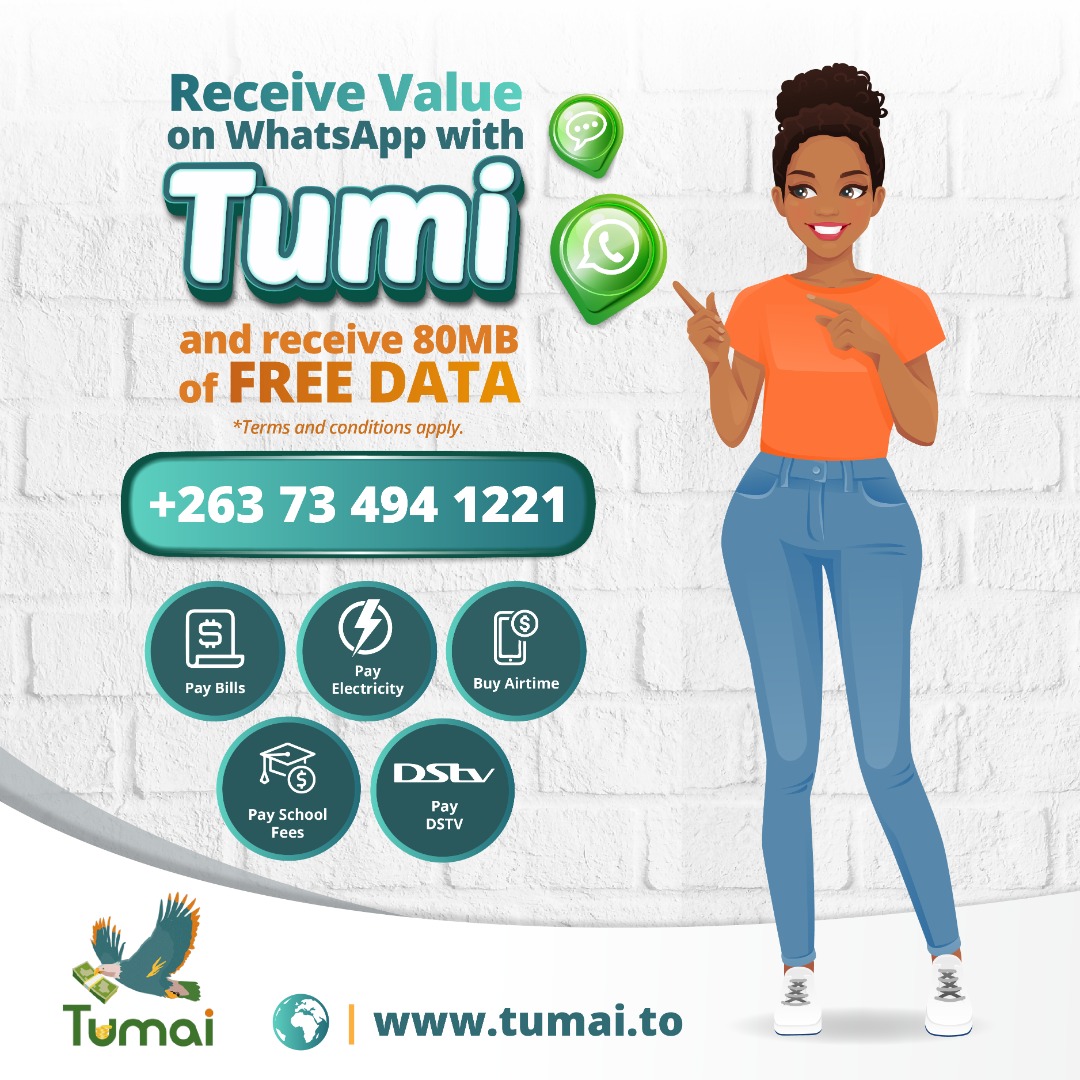 Receive Value
on WhatsApp with
Tumi
and receive 80MB
of FREE DATA
*Terms and conditions apply.
+263 73 494 1221
Pay Bills
Pay
Electricity
Buy Airtime
Pay School
Fees
DStv
Pay
DSTV
Tumai
www.tumai.to